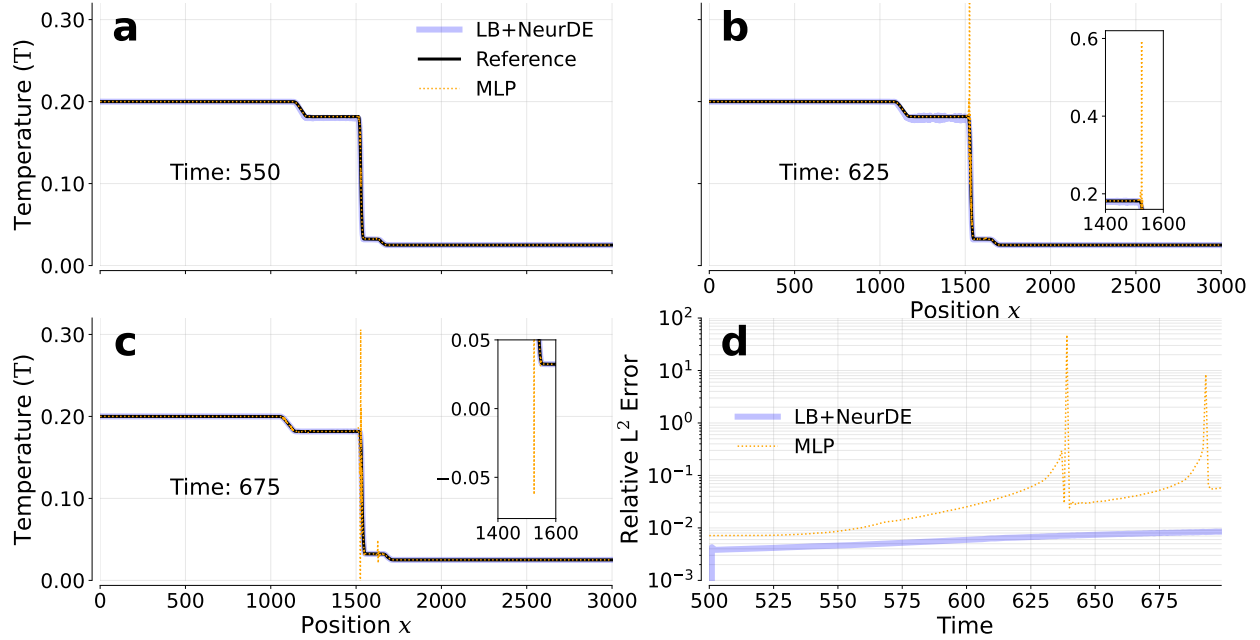 a
0.30
0.20
0.10
0.00
Temperature (T)
LB+NeurDE
Reference
MLP
Time: 550
b
Time: 625
0.6
0.4
0.2
1400 1600
0 500 1000 1500 2000 2500 3000
Position x
c
0.30
0.20
0.10
0.00
Temperature (T)
Time: 675
0.05
0.00
−0.05
1400 1600
0 500 1000 1500 2000 2500 3000
Position x
d
10² 
10¹
10⁰
10⁻¹
10⁻²
10⁻³
Relative L² Error
LB+NeurDE
MLP
500 525 550 575 600 625 650 675
Time